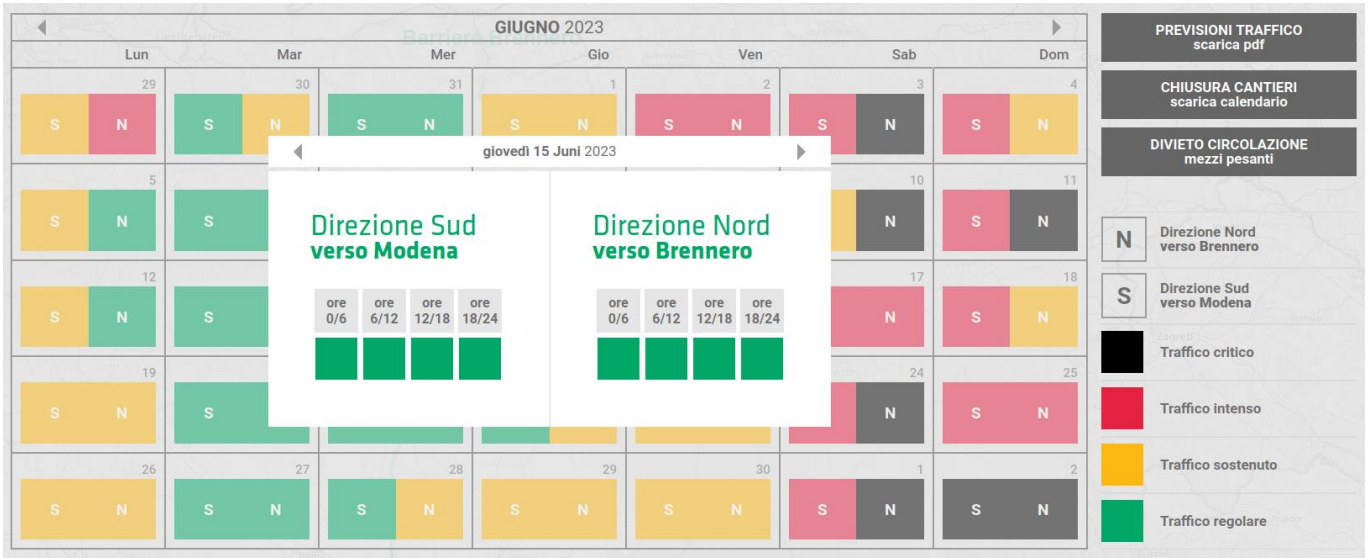 GIUGNO 2023
Barriera Brennero
Lun Mar Mer Gio Ven Sab Dom
29 30 31 1 2 3 4
S N S N S N S N S N S N S N
giovedì 15 Juni 2023
5 10 11
S N S N S N
Direzione Sud
verso Modena
Direzione Nord
verso Brennero
12 17 18
S N S N S N
ore 0/6 ore 6/12 ore 12/18 ore 18/24
ore 0/6 ore 6/12 ore 12/18 ore 18/24
19 24 25
S N S N S N
26 27 28 29 30 1 2
S N S N S N S N S N S N S N
PREVISIONI TRAFFICO
scarica pdf
CHIUSURA CANTIERI
scarica calendario
DIVIETO CIRCOLAZIONE
mezzi pesanti
N
Direzione Nord
verso Brennero
S
Direzione Sud
verso Modena
Traffico critico
Traffico intenso
Traffico sostenuto
Traffico regolare